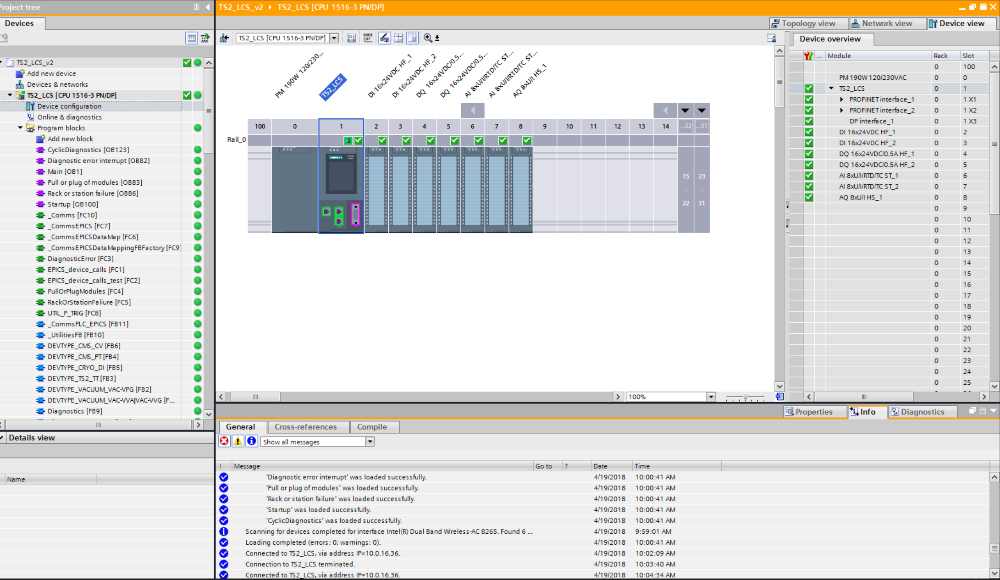 Project tree
Devices
TS2_LCS_v2
Add new device
Devices & networks
TS2_LCS [CPU 1516-3 PN/DP]
Device configuration
Online & diagnostics
Program blocks
Add new block
CyclicDiagnostics [OB123]
Diagnostic error interrupt [OB82]
Main [OB1]
Pull or plug of modules [OB83]
Rack or station failure [OB86]
Startup [OB100]
_Comms [FC10]
_CommsEPICS [FC7]
_CommsEPICSDataMap [FC6]
_CommsEPICSDataMappingFBFactory [FC9]
DiagnosticError [FC3]
EPICS_device_calls [FC1]
EPICS_device_calls_test [FC2]
PullOrPlugModules [FC4]
RackOrStationFaliure [FC5]
UTIL_P_TRIG [FC8]
_CommsPLC_EPICS [FB11]
_UtilitiesFB [FB10]
DEVTYPE_CMS_CV [FB6]
DEVTYPE_CMS_PT [FB4]
DEVTYPE_CRYO_DI [FB5]
DEVTYPE_TS2_TT [FB3]
DEVTYPE_VACUUM_VAC-VPG [FB2]
DEVTYPE_VACUUM_VAC-VVA|VAC-VVG [F...
Diagnostics [FB9]
Details view
Name
TS2_LCS_v2 TS2_LCS [CPU 1516-3 PN/DP]
Topology view Network view Device view
TS2_LCS [CPU 1516-3 PN/DP]
PM 190W 120/230...
TS2_LCS
DI 16x24VDC HF_1
DI 16x24VDC HF_2
DQ 16x24VDC/0.5...
DQ 16x24VDC/0.5...
AI 8xU/I/RTD/TC ST...
AI 8xU/I/RTD/TC ST...
AQ 8xU/I HS_1
100 0 1 2 3 4 5 6 7 8 9 10 11 12 13 14 ...22 ...31
Rail_0
SIEMENS
15 23
- -
22 31
100%
Device overview
... Module Rack Slot
0 100
PM 190W 120/230VAC 0 0
TS2_LCS 0 1
PROFINET interface_1 0 1 X1
PROFINET interface_2 0 1 X2
DP interface_1 0 1 X3
DI 16x24VDC HF_1 0 2
DI 16x24VDC HF_2 0 3
DQ 16x24VDC/0.5A HF_1 0 4
DQ 16x24VDC/0.5A HF_2 0 5
AI 8xU/I/RTD/TC ST_1 0 6
AI 8xU/I/RTD/TC ST_2 0 7
AQ 8xU/I HS_1 0 8
0 9
0 10
0 11
0 12
0 13
0 14
0 15
0 16
0 17
0 18
0 19
0 20
0 21
0 22
0 23
0 24
0 25
Properties Info Diagnostics
General Cross-references Compile
Show all messages
! Message Go to ? Date Time
'Diagnostic error interrupt' was loaded successfully. 4/19/2018 10:00:41 AM
'Pull or plug of modules' was loaded successfully. 4/19/2018 10:00:41 AM
'Rack or station failure' was loaded successfully. 4/19/2018 10:00:41 AM
'Startup' was loaded successfully. 4/19/2018 10:00:41 AM
'CyclicDiagnostics' was loaded successfully. 4/19/2018 10:00:41 AM
Scanning for devices completed for interface Intel(R) Dual Band Wireless-AC 8265. Found 6 ... 4/19/2018 9:59:01 AM
Loading completed (errors: 0; warnings: 0). 4/19/2018 10:00:41 AM
Connected to TS2_LCS, via address IP=10.0.16.36. 4/19/2018 10:02:09 AM
Connection to TS2_LCS terminated. 4/19/2018 10:03:40 AM
Connected to TS2_LCS, via address IP=10.0.16.36. 4/19/2018 10:04:34 AM